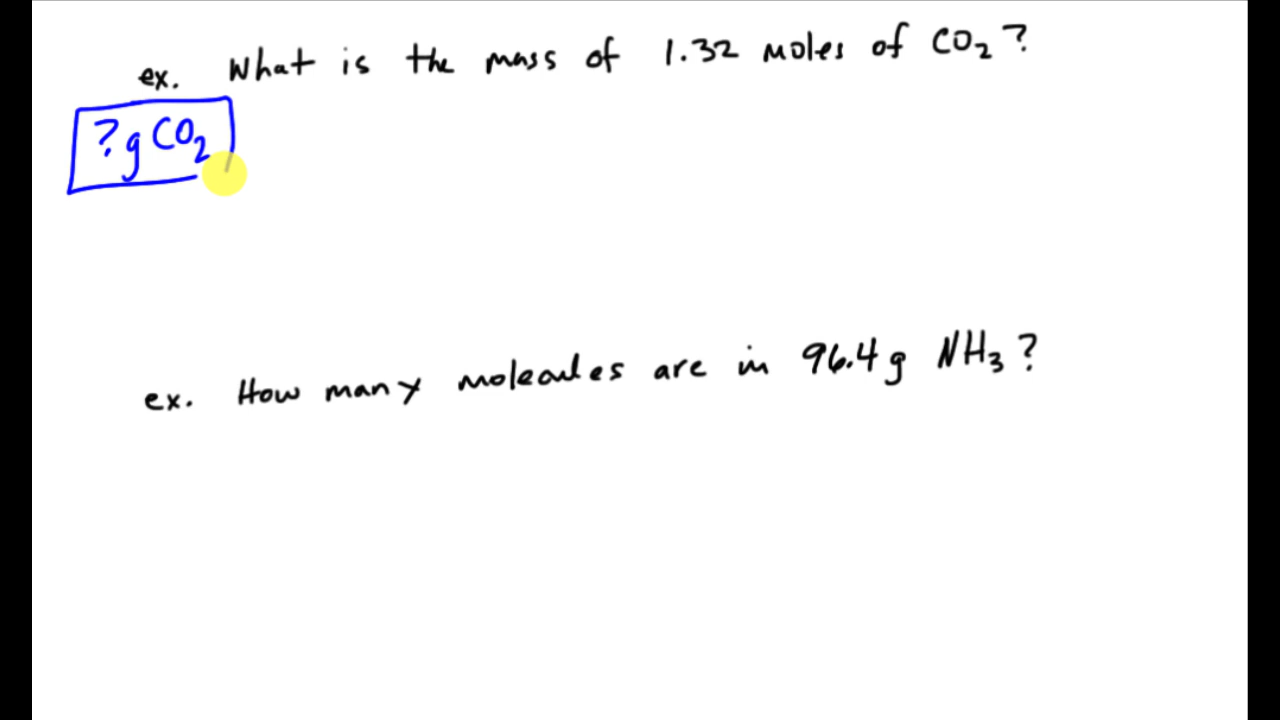 ex. What is the mass of 1.32 moles of CO₂?
? g CO₂
ex. How many molecules are in 96.4 g NH₃?